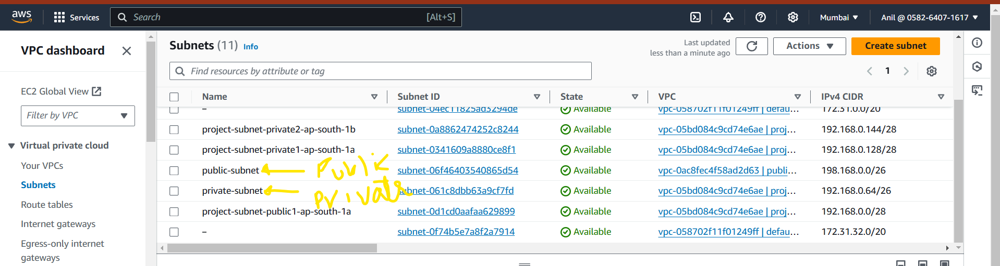 aws Services Search [Alt+S] Mumbai Anil @ 0582-6407-1617
VPC dashboard
EC2 Global View
Filter by VPC
Virtual private cloud
Your VPCs
Subnets
Route tables
Internet gateways
Egress-only internet
gateways
Subnets (11) Info
Last updated
less than a minute ago
Actions
Create subnet
Find resources by attribute or tag
1
Name Subnet ID State VPC IPv4 CIDR
– subnet-04ec11825ad3294de Available vpc-058702f11f01249ff | defau... 172.31.0.0/20
project-subnet-private2-ap-south-1b subnet-0a8862474252c8244 Available vpc-05bd084c9cd74e6ae | proj... 192.168.0.144/28
project-subnet-private1-ap-south-1a subnet-0341609a8880ce8f1 Available vpc-05bd084c9cd74e6ae | proj... 192.168.0.128/28
public-subnet Public subnet-06f46403540865d54 Available vpc-0ac8fec4f58ad2d63 | publi... 198.168.0.0/26
private-subnet private subnet-061c8dbb63a9cf7fd Available vpc-05bd084c9cd74e6ae | proj... 192.168.0.64/26
project-subnet-public1-ap-south-1a subnet-0d1cd0aafaa629899 Available vpc-05bd084c9cd74e6ae | proj... 192.168.0.0/28
– subnet-0f74b5e7a8f2a7914 Available vpc-058702f11f01249ff | defau... 172.31.32.0/20